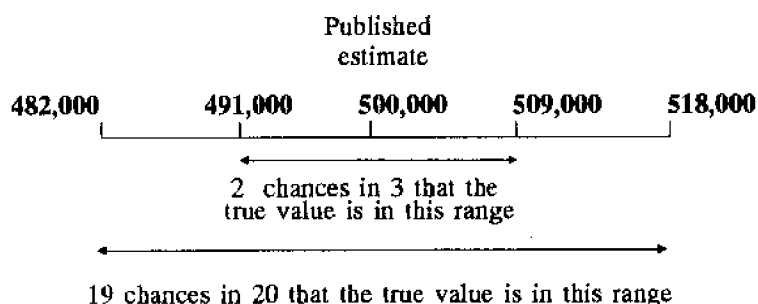 Published
estimate
482,000 491,000 500,000 509,000 518,000
2 chances in 3 that the
true value is in this range
19 chances in 20 that the true value is in this range